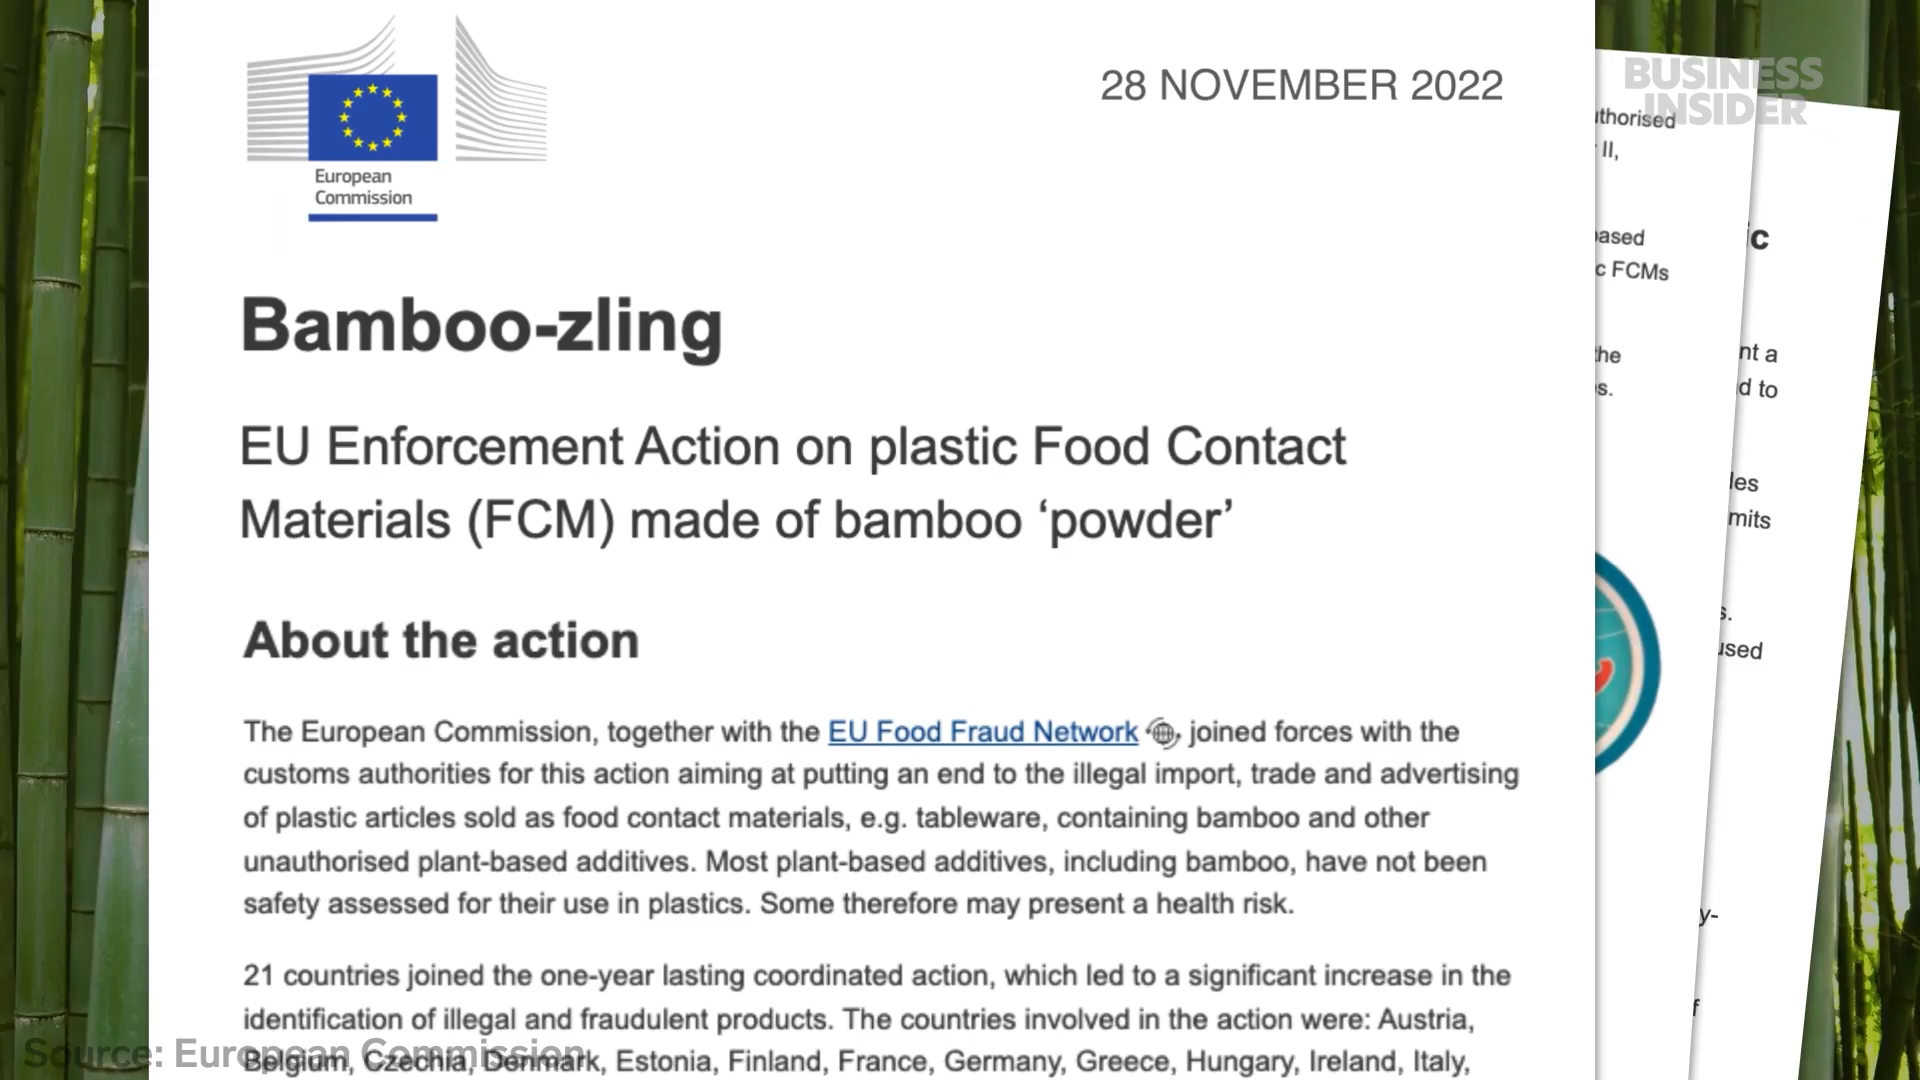 European
Commission
28 NOVEMBER 2022
BUSINESS
INSIDER
Bamboo-zling
EU Enforcement Action on plastic Food Contact
Materials (FCM) made of bamboo ‘powder’
About the action
The European Commission, together with the EU Food Fraud Network joined forces with the
customs authorities for this action aiming at putting an end to the illegal import, trade and advertising
of plastic articles sold as food contact materials, e.g. tableware, containing bamboo and other
unauthorised plant-based additives. Most plant-based additives, including bamboo, have not been
safety assessed for their use in plastics. Some therefore may present a health risk.
21 countries joined the one-year lasting coordinated action, which led to a significant increase in the
identification of illegal and fraudulent products. The countries involved in the action were: Austria,
Belgium, Czechia, Denmark, Estonia, Finland, France, Germany, Greece, Hungary, Ireland, Italy,
Source: European Commission
II,
FCMs
nt a
d to
mits